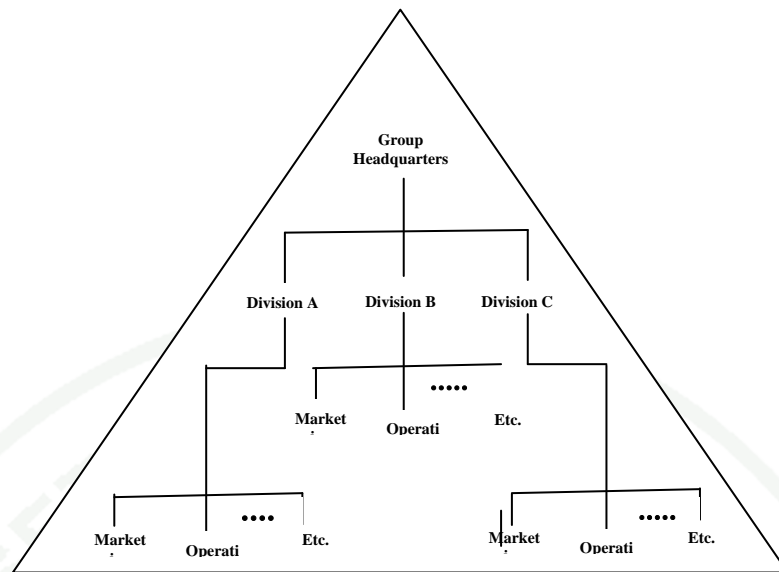 Group
Headquarters
Division A
Division B
Division C
Market
Operati
Etc.
Market
Operati
Etc.
Market
Operati
Etc.